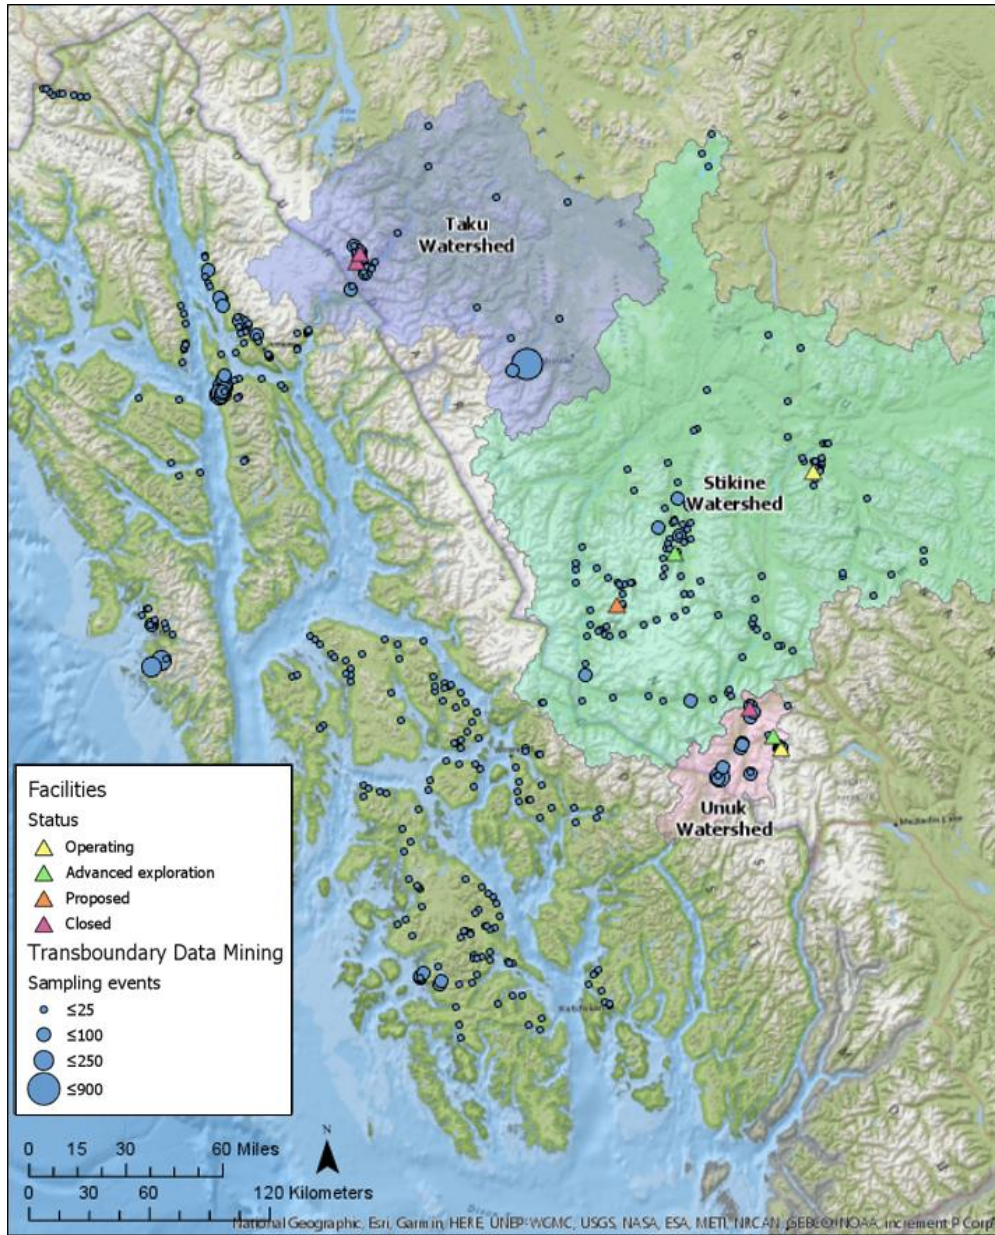 Taku
Watershed
Stikine
Watershed
Unuk
Watershed
Facilities
Status
Operating
Advanced exploration
Proposed
Closed
Transboundary Data Mining
Sampling events
≤25
≤100
≤250
≤900
0 15 30 60 Miles
0 30 60 120 Kilometers
N
National Geographic, Esri, Garmin, HERE, UNEP-WCMC, USGS, NASA, ESA, METI, NRCAN, GEBCO, NOAA, increment P Corp